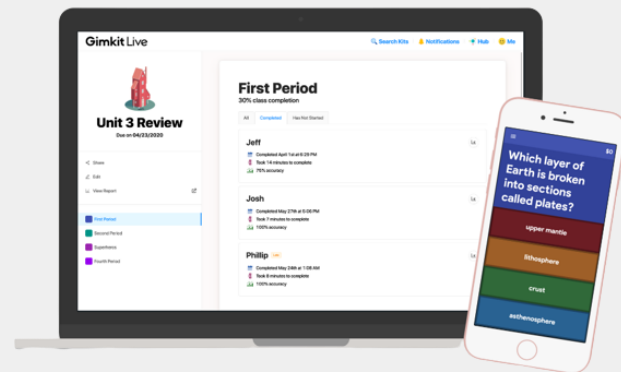 Gimkit Live
Search Kits
Notifications
Hub
Me
Unit 3 Review
Due on 04/23/2020
Share
Edit
View Report
First Period
Second Period
Fourth Period
First Period
30% class completion
All
Completed
Has Not Started
Jeff
Completed April 1st at 5:29 PM
Took 14 minutes to complete
75% accuracy
Josh
Completed May 27th at 5:06 PM
Took 7 minutes to complete
100% accuracy
Phillip
Completed May 24th at 1:08 AM
Took 8 minutes to complete
100% accuracy
$0
Which layer of
Earth is broken
into sections
called plates?
upper mantle
lithosphere
crust
asthenosphere